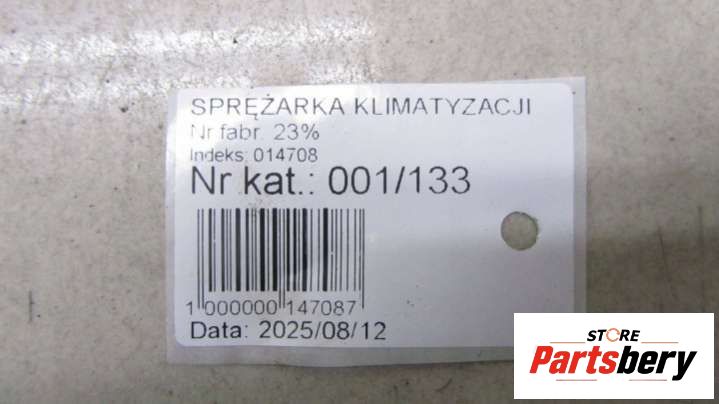 SPRĘŻARKA KLIMATYZACJI
Nr fabr. 23%
Indeks: 014708
Nr kat.: 001/133
1 000000 147087
Data: 2025/08/12
STORE
Partsbery